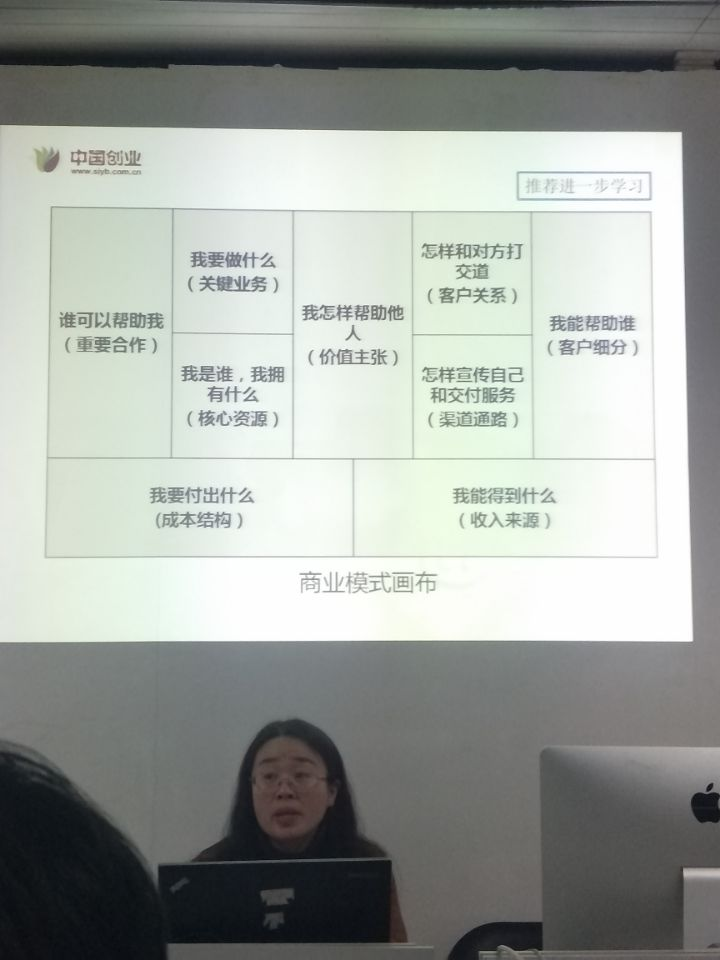 中国创业
www.siyb.com.cn
推荐进一步学习
谁可以帮助我
（重要合作）
我要做什么
（关键业务）
我是谁，我拥
有什么
（核心资源）
我怎样帮助他
人
（价值主张）
怎样和对方打
交道
（客户关系）
怎样宣传自己
和交付服务
（渠道通路）
我能帮助谁
（客户细分）
我要付出什么
(成本结构）
我能得到什么
（收入来源）
商业模式画布